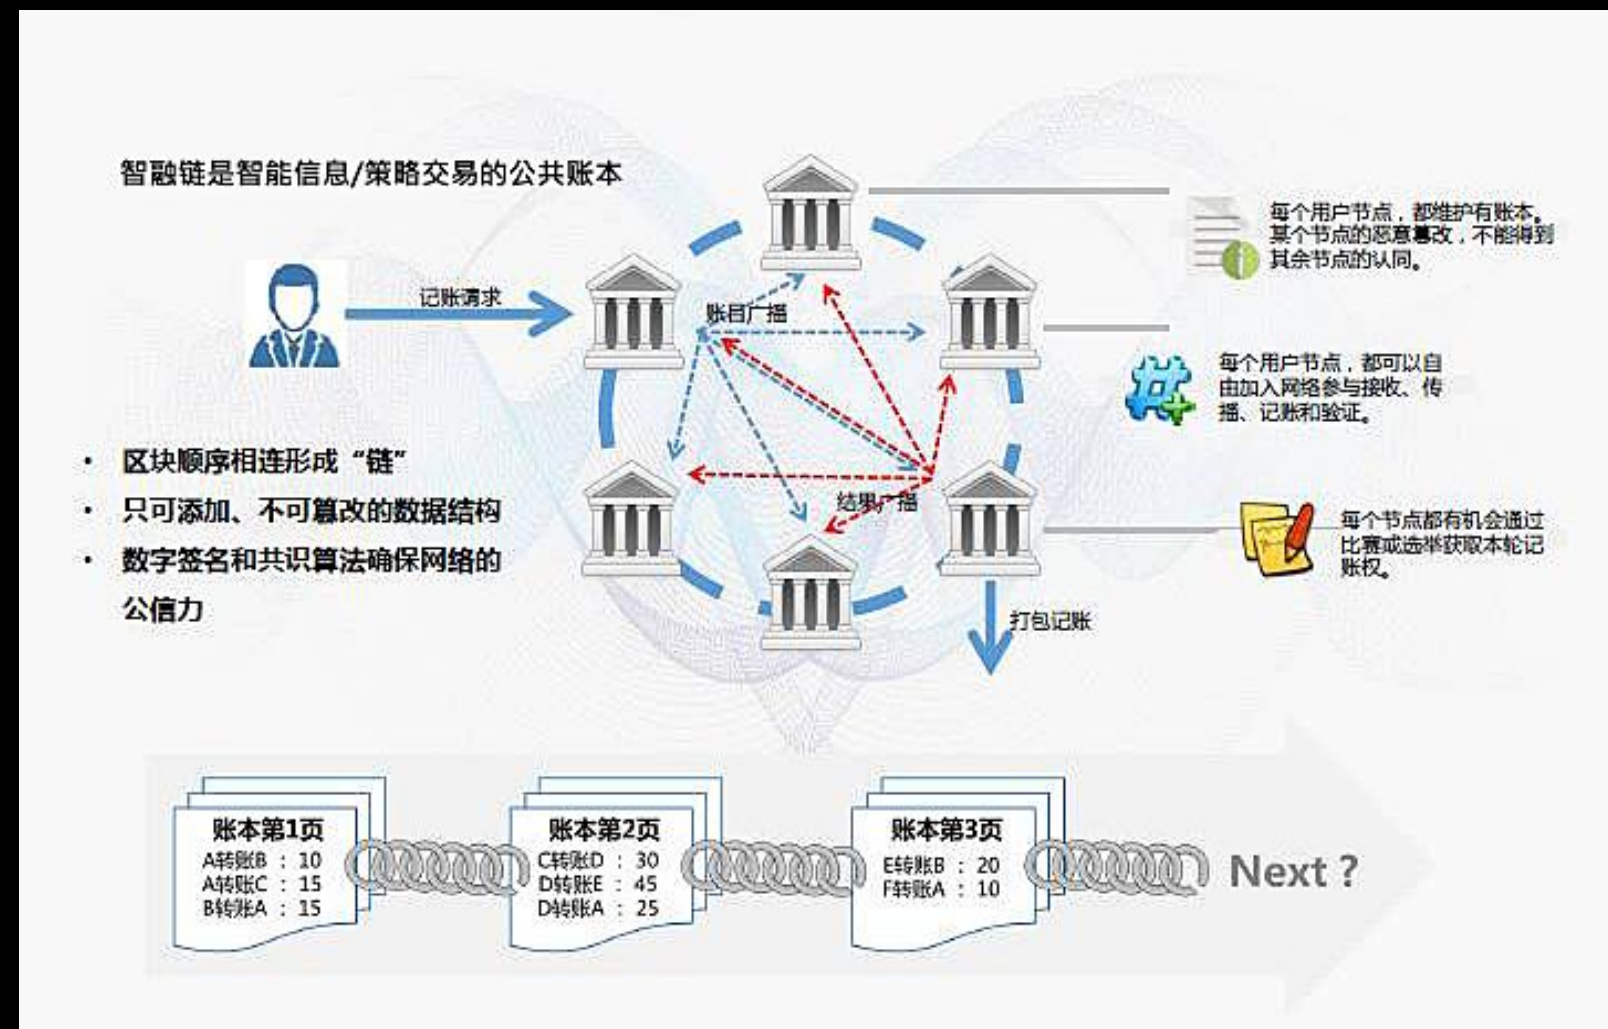 智融链是智能信息/策略交易的公共账本
每个用户节点，都维护有账本。
某个节点的恶意篡改，不能得到
其余节点的认同。
记账请求
账目广播
每个用户节点，都可以自
由加入网络参与接收、传
播、记账和验证。
• 区块顺序相连形成“链”
• 只可添加、不可篡改的数据结构
• 数字签名和共识算法确保网络的
公信力
结果广播
每个节点都有机会通过
比赛或选举获取本轮记
账权。
打包记账
账本第1页
A转账B : 10
A转账C : 15
B转账A : 15
账本第2页
C转账D : 30
D转账E : 45
D转账A : 25
账本第3页
E转账B : 20
F转账A : 10
Next ?